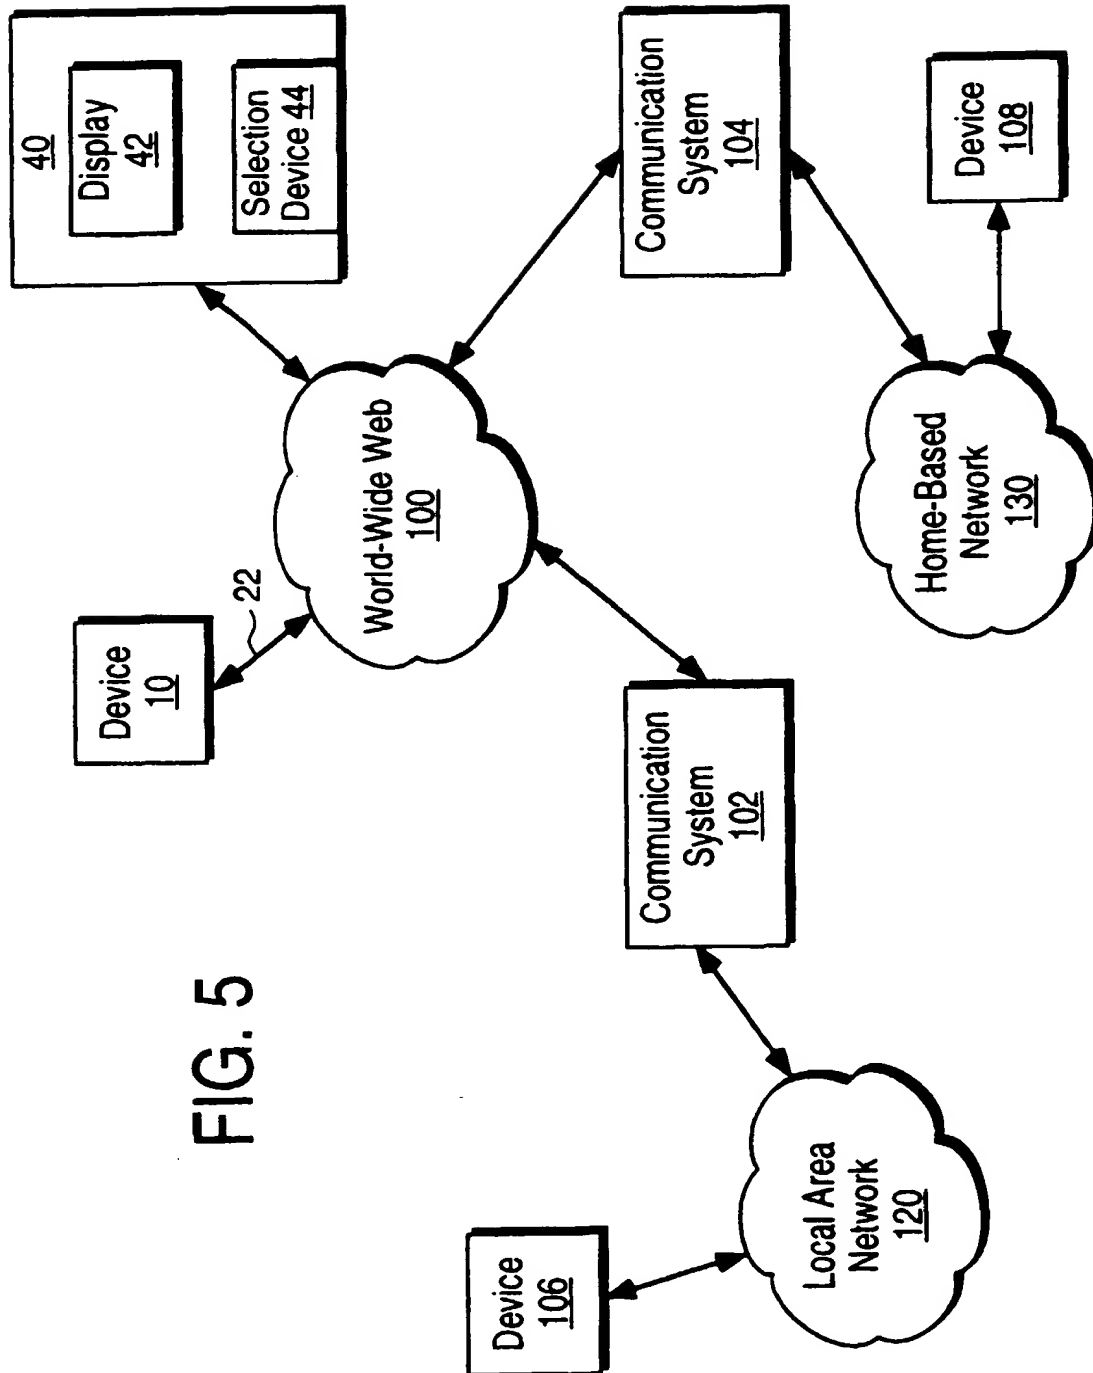 FIG. 5
Device
10
22
40
Display
42
Selection
Device 44
World-Wide Web
100
Communication
System
102
Communication
System
104
Device
106
Local Area
Network
120
Home-Based
Network
130
Device
108